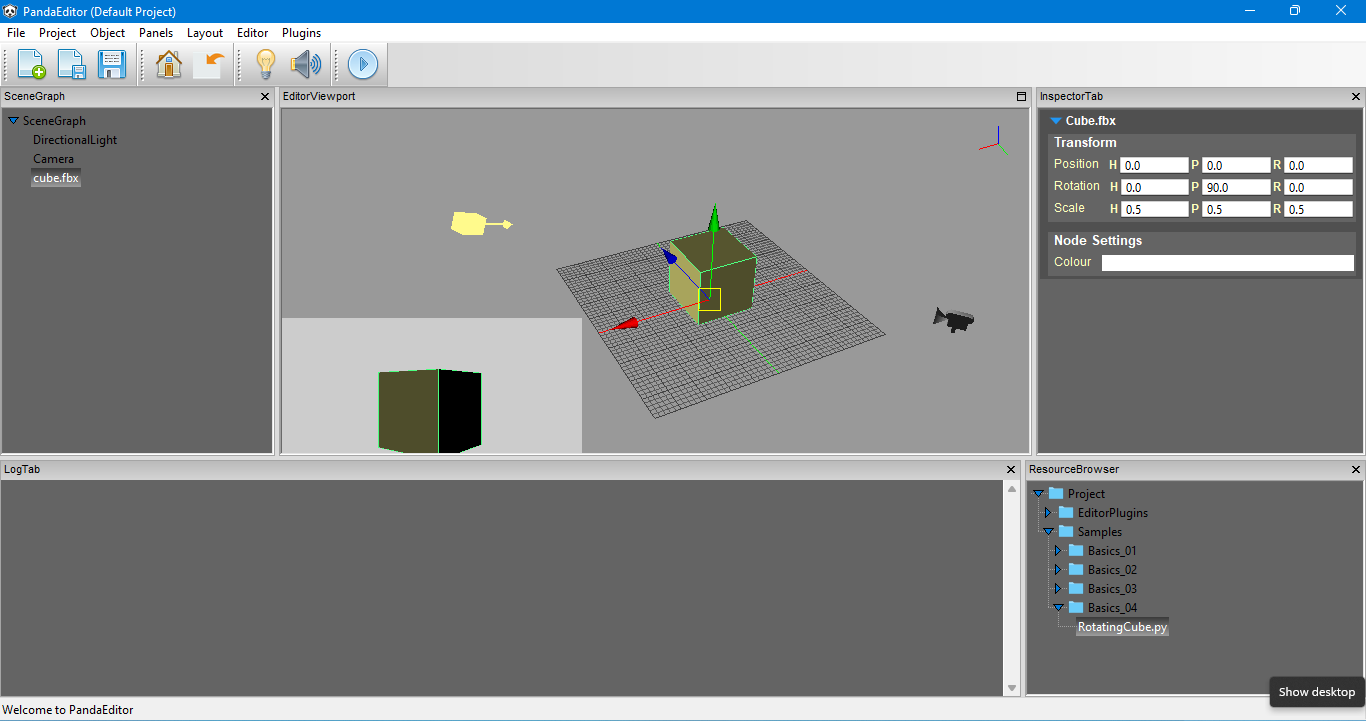 PandaEditor (Default Project)
File Project Object Panels Layout Editor Plugins
SceneGraph
SceneGraph
DirectionalLight
Camera
cube.fbx
EditorViewport
InspectorTab
Cube.fbx
Transform
Position H 0.0 P 0.0 R 0.0
Rotation H 0.0 P 90.0 R 0.0
Scale H 0.5 P 0.5 R 0.5
Node Settings
Colour
LogTab
ResourceBrowser
Project
EditorPlugins
Samples
Basics_01
Basics_02
Basics_03
Basics_04
RotatingCube.py
Show desktop
Welcome to PandaEditor